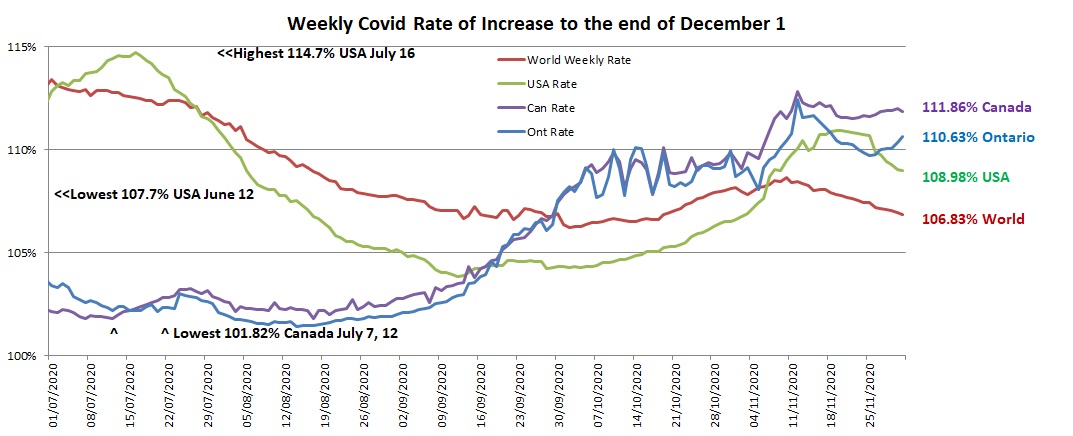 Weekly Covid Rate of Increase to the end of December 1
115%
<<Highest 114.7% USA July 16
World Weekly Rate
USA Rate
Can Rate
Ont Rate
111.86% Canada
110.63% Ontario
110%
108.98% USA
<<Lowest 107.7% USA June 12
106.83% World
105%
^ ^ Lowest 101.82% Canada July 7, 12
100%
01/07/2020
08/07/2020
15/07/2020
22/07/2020
29/07/2020
05/08/2020
12/08/2020
19/08/2020
26/08/2020
02/09/2020
09/09/2020
16/09/2020
23/09/2020
30/09/2020
07/10/2020
14/10/2020
21/10/2020
28/10/2020
04/11/2020
11/11/2020
18/11/2020
25/11/2020